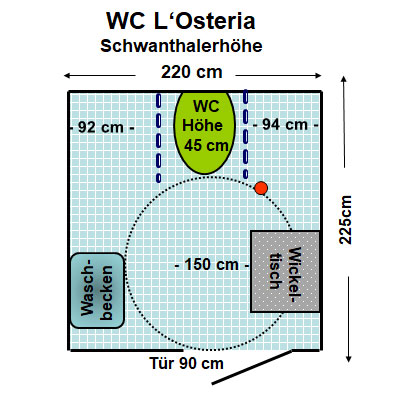 WC L‘Osteria
Schwanthalerhöhe
220 cm
WC
Höhe
45 cm
- 92 cm -
- 94 cm -
225cm
- 150 cm -
Wasch-
becken
Wickel-
tisch
Tür 90 cm